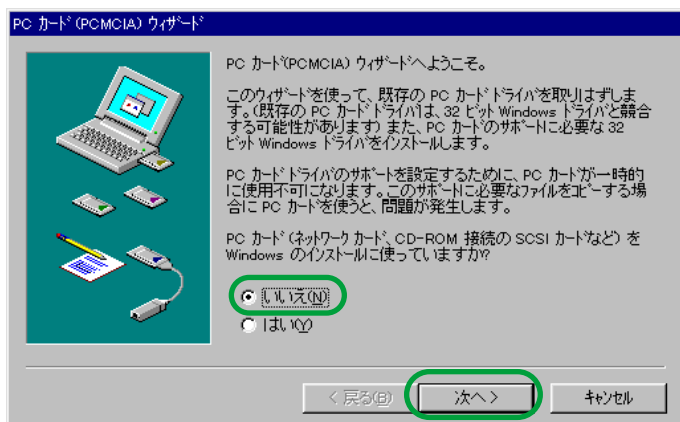 PC カード(PCMCIA) ウィザード
PC カード(PCMCIA) ウィザードへようこそ。
このウィザードを使って、既存の PC カード ドライバを取りはずしま
す。(既存の PC カード ドライバは、32 ビット Windows ドライバと競合
する可能性があります) また、PC カードのサポートに必要な 32
ビット Windows ドライバをインストールします。
PC カード ドライバのサポートを設定するために、PC カードが一時的
に使用不可になります。このサポートに必要なファイルをコピーする場
合に PC カードを使うと、問題が発生します。
PC カード (ネットワーク カード、CD-ROM 接続の SCSI カードなど) を
Windows のインストールに使っていますか?
いいえ(N)
はい(Y)
< 戻る(B)
次へ >
キャンセル